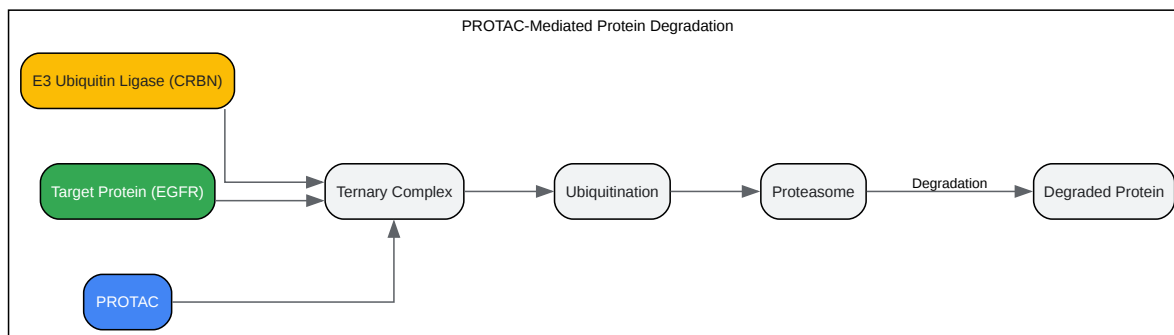 PROTAC-Mediated Protein Degradation
E3 Ubiquitin Ligase (CRBN)
Target Protein (EGFR)
PROTAC
Ternary Complex
Ubiquitination
Proteasome
Degradation
Degraded Protein